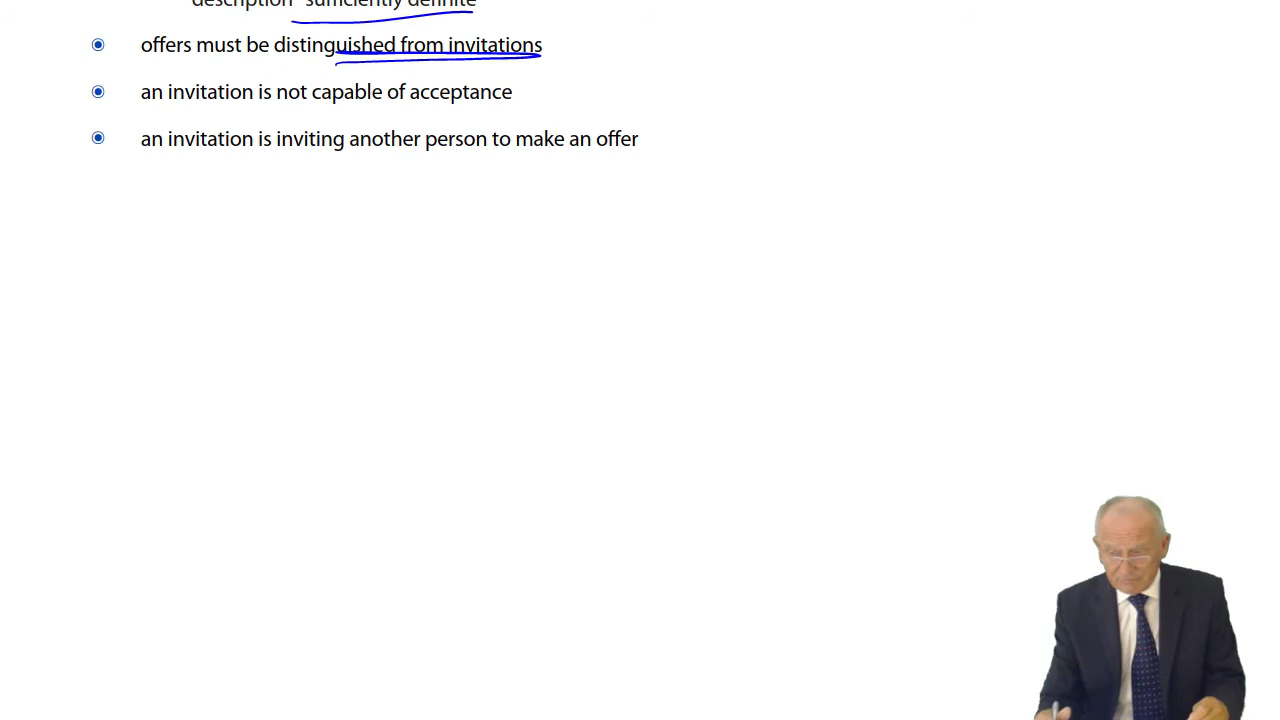 description "sufficiently definite"
offers must be distinguished from invitations
an invitation is not capable of acceptance
an invitation is inviting another person to make an offer